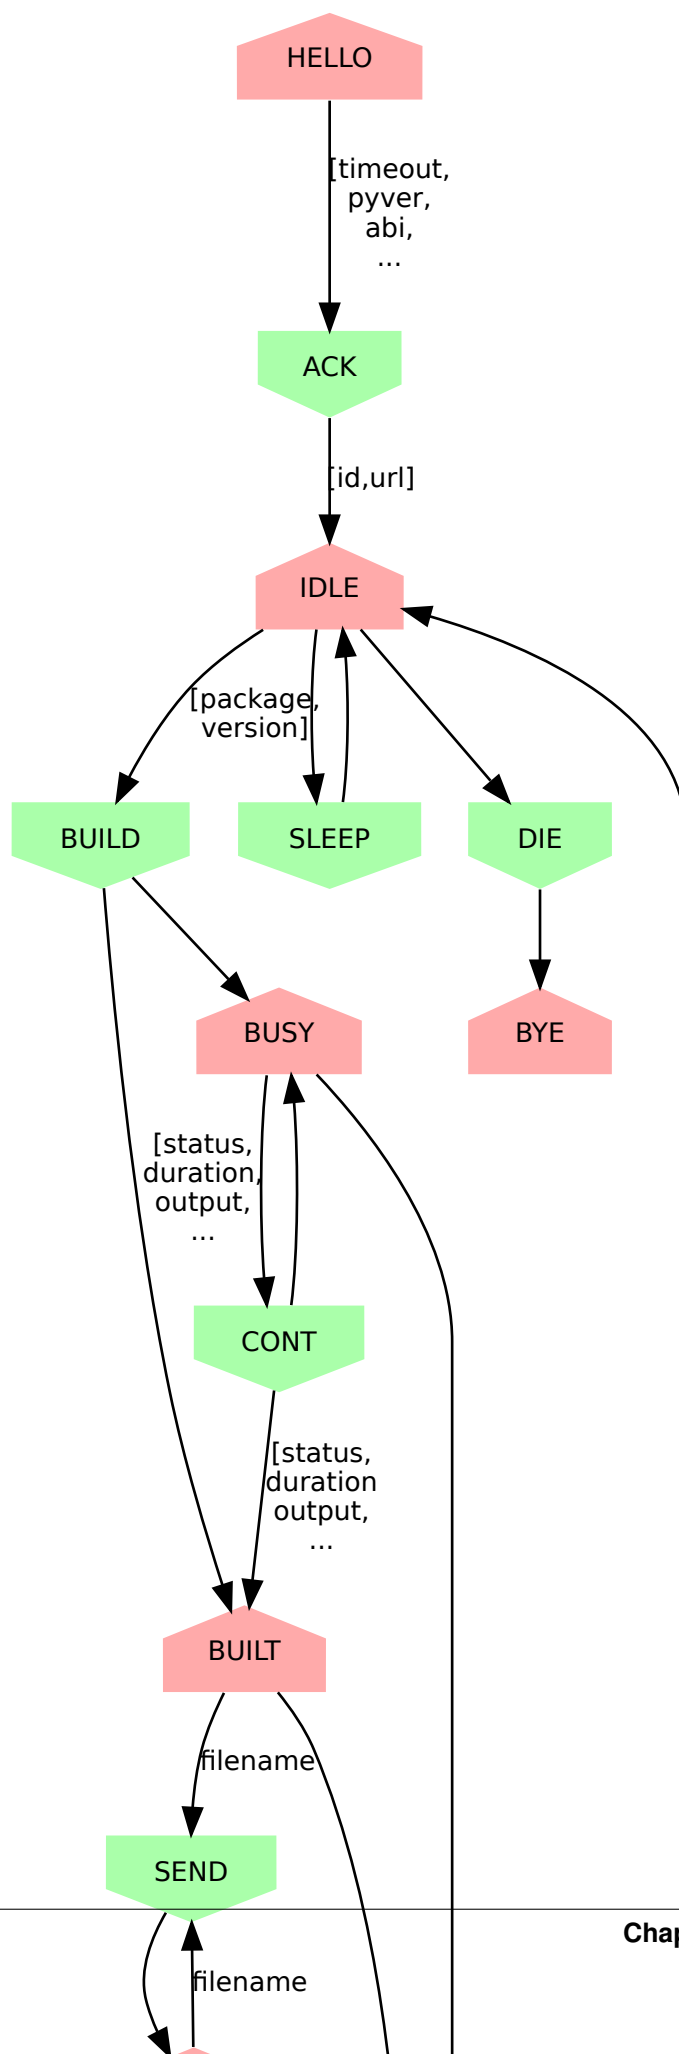 HELLO
[timeout,
pyver,
abi,
...
ACK
[id,url]
IDLE
[package,
version]
BUILD
SLEEP
DIE
BUSY
BYE
[status,
duration,
output,
...
CONT
[status,
duration
output,
...
BUILT
filename
SEND
Chap
filename